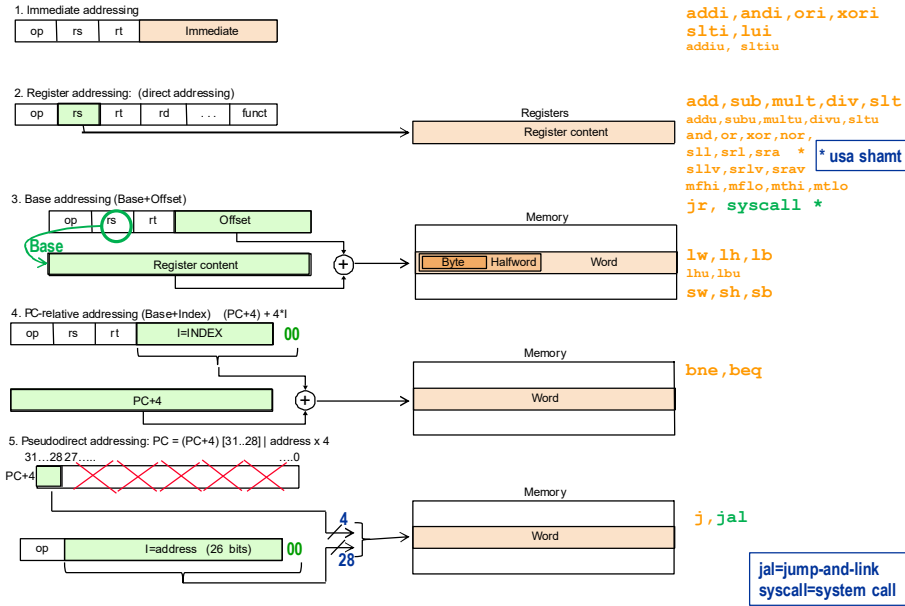 1. Immediate addressing
op rs rt Immediate
addi,andi,ori,xori
slti,lui
addiu, sltiu
2. Register addressing: (direct addressing)
op rs rt rd ... funct
Registers
Register content
add,sub,mult,div,slt
addu,subu,multu,divu,sltu
and,or,xor,nor,
sll,srl,sra *
* usa shamt
sllv,srlv,srav
mfhi,mflo,mthi,mtlo
jr, syscall *
3. Base addressing (Base+Offset)
op rs rt Offset
Base
Register content
+
Memory
Byte Halfword Word
lw,lh,lb
lhu,lbu
sw,sh,sb
4. PC-relative addressing (Base+Index) (PC+4) + 4*I
op rs rt I=INDEX 00
PC+4
+
Memory
Word
bne,beq
5. Pseudodirect addressing: PC = (PC+4) [31..28] | address x 4
31...28 27..... ....0
PC+4
4
op I=address (26 bits) 00
28
Memory
Word
j,jal
jal=jump-and-link
syscall=system call